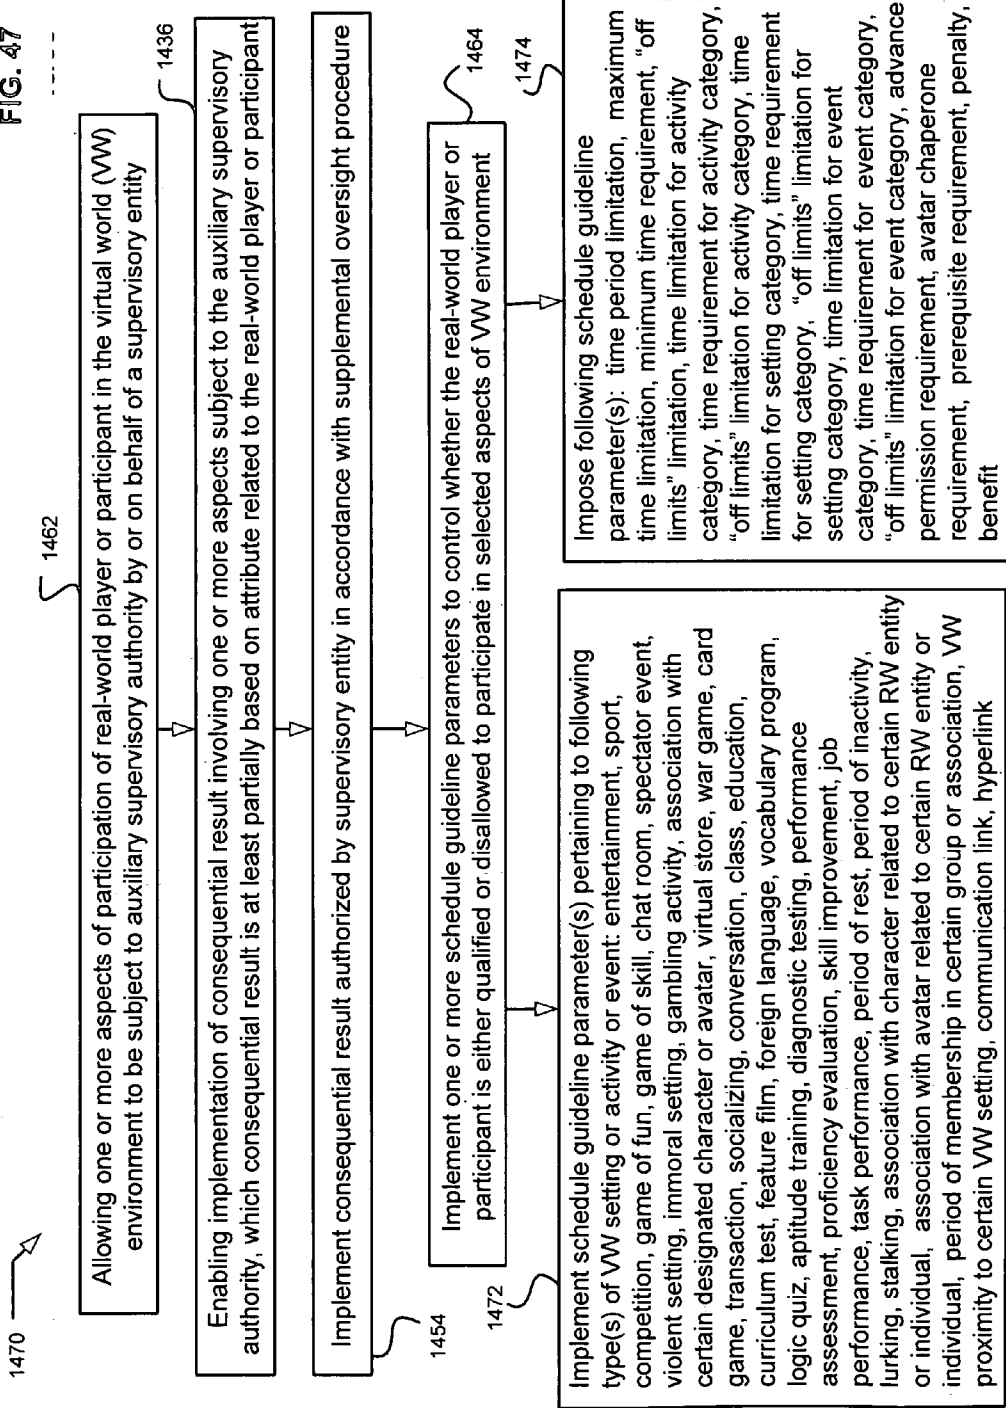 FIG. 47
1470
1462
Allowing one or more aspects of participation of real-world player or participant in the virtual world (VW)
environment to be subject to auxiliary supervisory authority by or on behalf of a supervisory entity
1436
Enabling implementation of consequential result involving one or more aspects subject to the auxiliary supervisory
authority, which consequential result is at least partially based on attribute related to the real-world player or participant
Implement consequential result authorized by supervisory entity in accordance with supplemental oversight procedure
1454
1464
Implement one or more schedule guideline parameters to control whether the real-world player or
participant is either qualified or disallowed to participate in selected aspects of VW environment
1472
Implement schedule guideline parameter(s) pertaining to following
type(s) of VW setting or activity or event: entertainment, sport,
competition, game of fun, game of skill, chat room, spectator event,
violent setting, immoral setting, gambling activity, association with
certain designated character or avatar, virtual store, war game, card
game, transaction, socializing, conversation, class, education,
curriculum test, feature film, foreign language, vocabulary program,
logic quiz, aptitude training, diagnostic testing, performance
assessment, proficiency evaluation, skill improvement, job
performance, task performance, period of rest, period of inactivity,
lurking, stalking, association with character related to certain RW entity
or individual, association with avatar related to certain RW entity or
individual, period of membership in certain group or association, VW
proximity to certain VW setting, communication link, hyperlink
1474
Impose following schedule guideline
parameter(s): time period limitation, maximum
time limitation, minimum time requirement, "off
limits" limitation, time limitation for activity
category, time requirement for activity category,
"off limits" limitation for activity category, time
limitation for setting category, time requirement
for setting category, "off limits" limitation for
setting category, time limitation for event
category, time requirement for event category,
"off limits" limitation for event category, advance
permission requirement, avatar chaperone
requirement, prerequisite requirement, penalty,
benefit